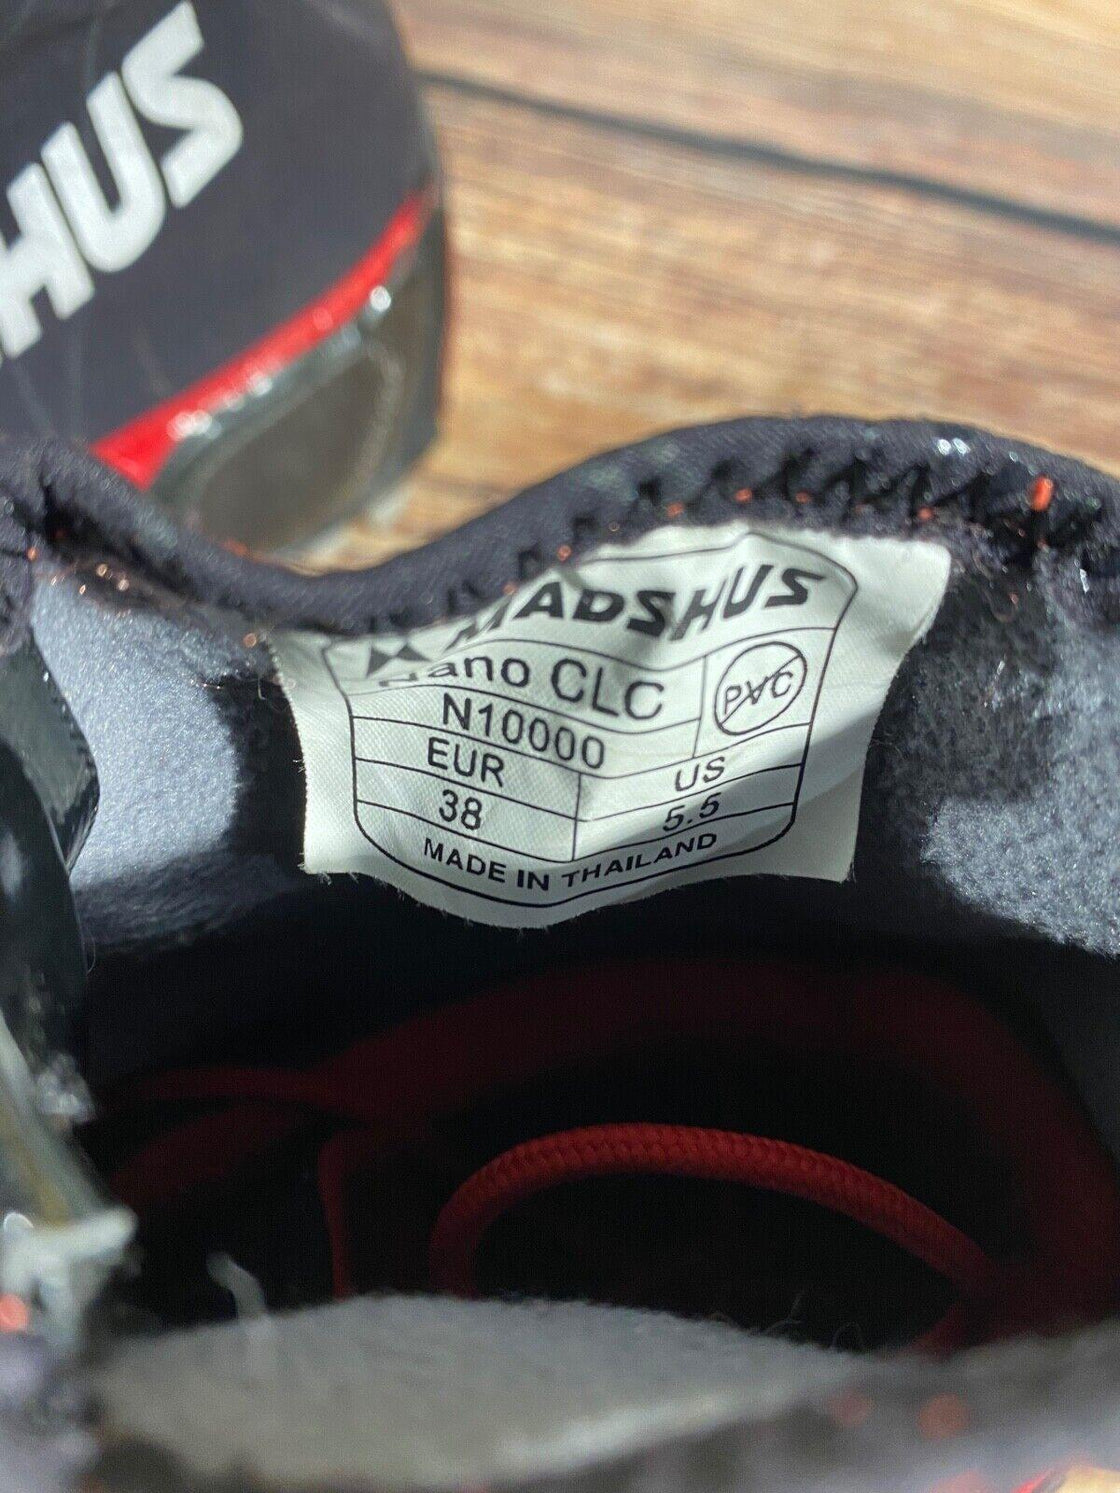 HUS
MADSHUS
nano CLC
PVC
N10000
EUR US
38 5.5
MADE IN THAILAND